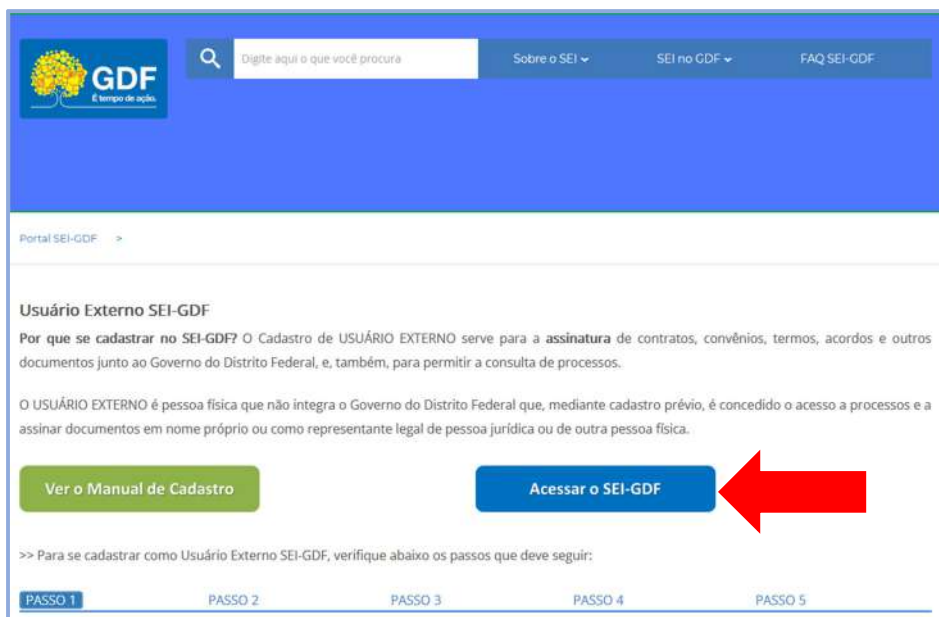 GDF
É tempo de ação.
Digite aqui o que você procura
Sobre o SEI
SEI no GDF
FAQ SEI-GDF
Portal SEI-GDF >
Usuário Externo SEI-GDF
Por que se cadastrar no SEI-GDF? O Cadastro de USUÁRIO EXTERNO serve para a assinatura de contratos, convênios, termos, acordos e outros
documentos junto ao Governo do Distrito Federal, e, também, para permitir a consulta de processos.
O USUÁRIO EXTERNO é pessoa física que não integra o Governo do Distrito Federal que, mediante cadastro prévio, é concedido o acesso a processos e a
assinar documentos em nome próprio ou como representante legal de pessoa jurídica ou de outra pessoa física.
Ver o Manual de Cadastro
Acessar o SEI-GDF
>> Para se cadastrar como Usuário Externo SEI-GDF, verifique abaixo os passos que deve seguir:
PASSO 1
PASSO 2
PASSO 3
PASSO 4
PASSO 5